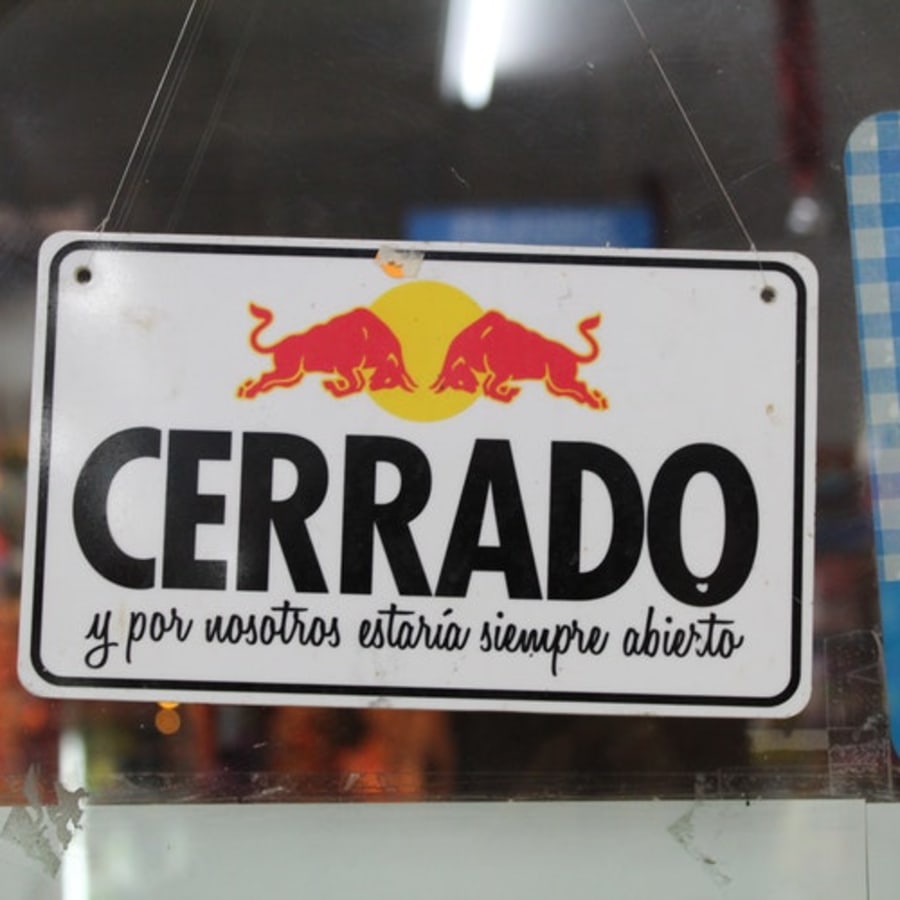 CERRADO
y por nosotros estaría siempre abierto